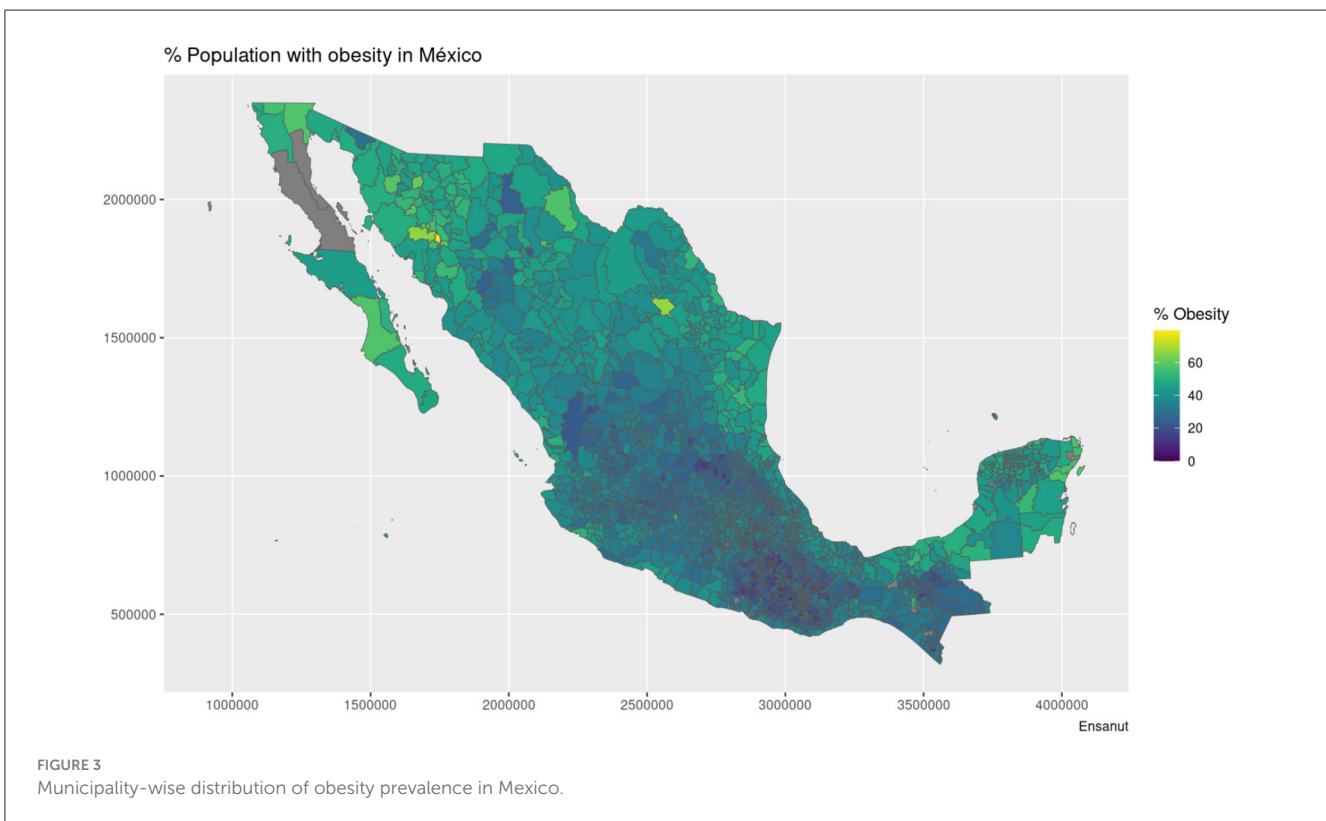 % Population with obesity in México
2000000
1500000
1000000
500000
1000000 1500000 2000000 2500000 3000000 3500000 4000000
Ensanut
% Obesity
60
40
20
0
FIGURE 3
Municipality-wise distribution of obesity prevalence in Mexico.